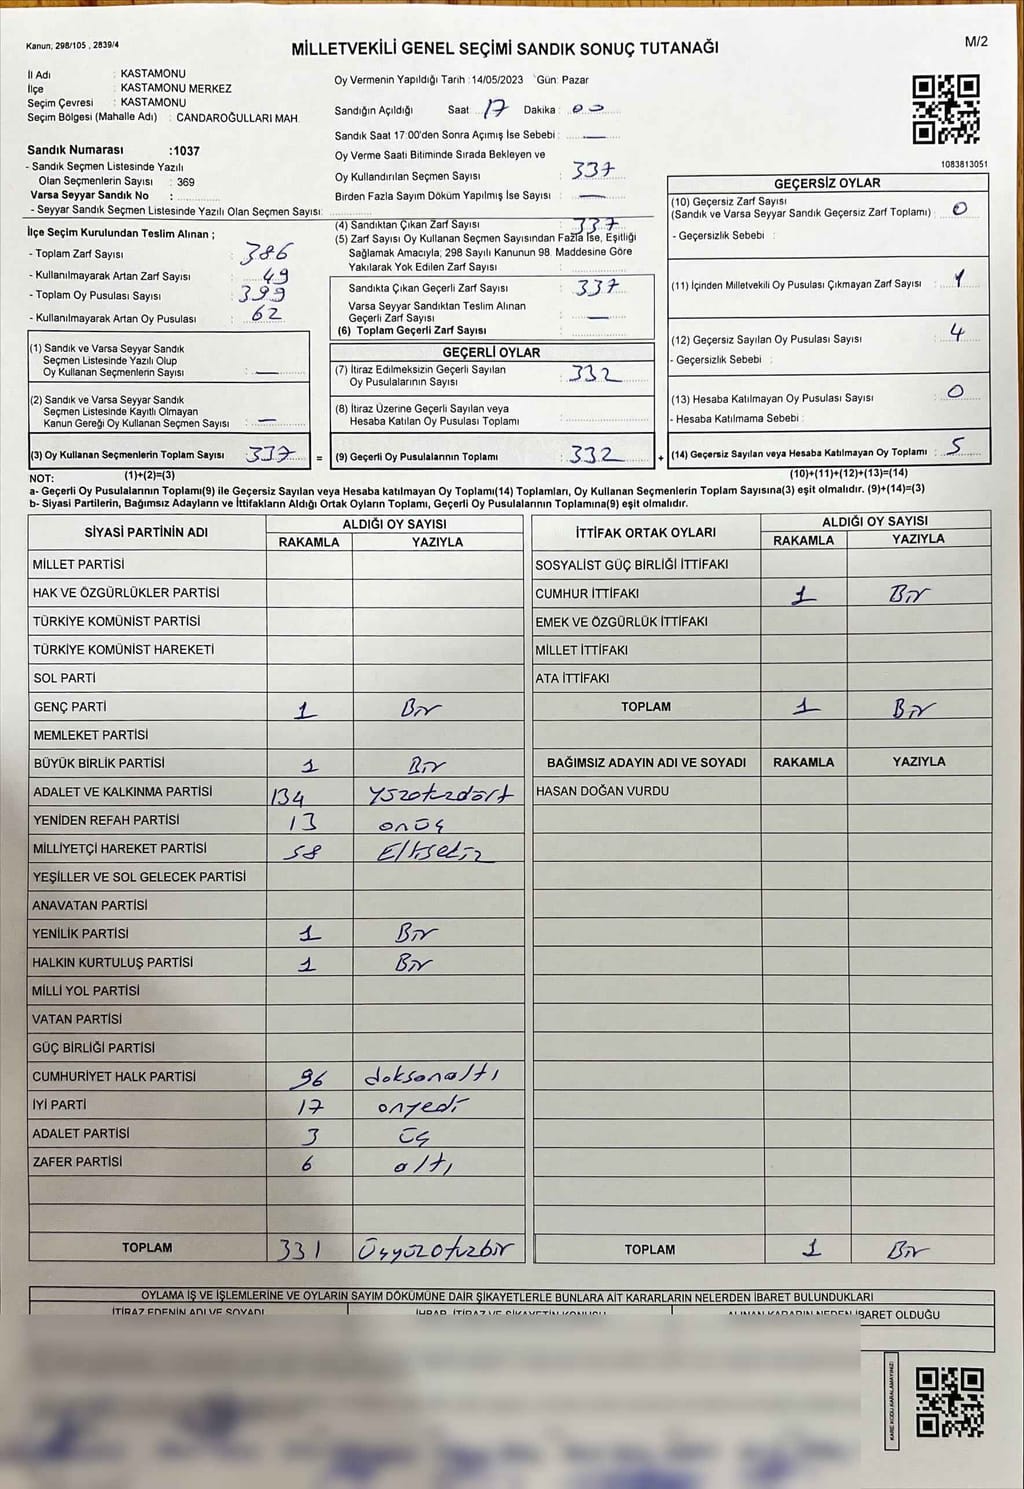 Kanun, 298/105 , 2839/4
MİLLETVEKİLİ GENEL SEÇİMİ SANDIK SONUÇ TUTANAĞI
M/2
İl Adı : KASTAMONU
İlçe : KASTAMONU MERKEZ
Seçim Çevresi : KASTAMONU
Seçim Bölgesi (Mahalle Adı) : CANDAROĞULLARI MAH.
Sandık Numarası :1037
- Sandık Seçmen Listesinde Yazılı
Olan Seçmenlerin Sayısı : 369
Varsa Seyyar Sandık No :
- Seyyar Sandık Seçmen Listesinde Yazılı Olan Seçmen Sayısı:
İlçe Seçim Kurulundan Teslim Alınan ;
- Toplam Zarf Sayısı : 386
- Kullanılmayarak Artan Zarf Sayısı : 49
- Toplam Oy Pusulası Sayısı : 399
- Kullanılmayarak Artan Oy Pusulası : 62
(1) Sandık ve Varsa Seyyar Sandık
Seçmen Listesinde Yazılı Olup
Oy Kullanan Seçmenlerin Sayısı : —
(2) Sandık ve Varsa Seyyar Sandık
Seçmen Listesinde Kayıtlı Olmayan
Kanun Gereği Oy Kullanan Seçmen Sayısı : —
(3) Oy Kullanan Seçmenlerin Toplam Sayısı : 337 =
(1)+(2)=(3)
Oy Vermenin Yapıldığı Tarih :14/05/2023 Gün: Pazar
Sandığın Açıldığı Saat 17 Dakika : 00
Sandık Saat 17:00'den Sonra Açımış İse Sebebi : —
Oy Verme Saati Bitiminde Sırada Bekleyen ve
Oy Kullandırılan Seçmen Sayısı : 337
Birden Fazla Sayım Döküm Yapılmış İse Sayısı : —
(4) Sandıktan Çıkan Zarf Sayısı : 337
(5) Zarf Sayısı Oy Kullanan Seçmen Sayısından Fazla İse, Eşitliği
Sağlamak Amacıyla, 298 Sayılı Kanunun 98. Maddesine Göre
Yakılarak Yok Edilen Zarf Sayısı :
Sandıkta Çıkan Geçerli Zarf Sayısı : 337
Varsa Seyyar Sandıktan Teslim Alınan
Geçerli Zarf Sayısı : —
(6) Toplam Geçerli Zarf Sayısı :
GEÇERLİ OYLAR
(7) İtiraz Edilmeksizin Geçerli Sayılan
Oy Pusulalarının Sayısı : 332
(8) İtiraz Üzerine Geçerli Sayılan veya
Hesaba Katılan Oy Pusulası Toplamı :
(9) Geçerli Oy Pusulalarının Toplamı : 332 +
1083813051
GEÇERSİZ OYLAR
(10) Geçersiz Zarf Sayısı
(Sandık ve Varsa Seyyar Sandık Geçersiz Zarf Toplamı) : 0
- Geçersizlik Sebebi :
(11) İçinden Milletvekili Oy Pusulası Çıkmayan Zarf Sayısı : 1
(12) Geçersiz Sayılan Oy Pusulası Sayısı : 4
- Geçersizlik Sebebi :
(13) Hesaba Katılmayan Oy Pusulası Sayısı : 0
- Hesaba Katılmama Sebebi :
(14) Geçersiz Sayılan veya Hesaba Katılmayan Oy Toplamı : 5
(10)+(11)+(12)+(13)=(14)
NOT:
a- Geçerli Oy Pusulalarının Toplamı(9) ile Geçersiz Sayılan veya Hesaba katılmayan Oy Toplamı(14) Toplamları, Oy Kullanan Seçmenlerin Toplam Sayısına(3) eşit olmalıdır. (9)+(14)=(3)
b- Siyasi Partilerin, Bağımsız Adayların ve İttifakların Aldığı Ortak Oyların Toplamı, Geçerli Oy Pusulalarının Toplamına(9) eşit olmalıdır.
SİYASİ PARTİNİN ADI ALDIĞI OY SAYISI
RAKAMLA YAZIYLA
MİLLET PARTİSİ
HAK VE ÖZGÜRLÜKLER PARTİSİ
TÜRKİYE KOMÜNİST PARTİSİ
TÜRKİYE KOMÜNİST HAREKETİ
SOL PARTİ
GENÇ PARTİ 1 Bir
MEMLEKET PARTİSİ
BÜYÜK BİRLİK PARTİSİ 1 Bir
ADALET VE KALKINMA PARTİSİ 134 Yüzotuzdört
YENİDEN REFAH PARTİSİ 13 onüç
MİLLİYETÇİ HAREKET PARTİSİ 58 Ellisekiz
YEŞİLLER VE SOL GELECEK PARTİSİ
ANAVATAN PARTİSİ
YENİLİK PARTİSİ 1 Bir
HALKIN KURTULUŞ PARTİSİ 1 Bir
MİLLİ YOL PARTİSİ
VATAN PARTİSİ
GÜÇ BİRLİĞİ PARTİSİ
CUMHURİYET HALK PARTİSİ 96 doksanaltı
İYİ PARTİ 17 onyedi
ADALET PARTİSİ 3 üç
ZAFER PARTİSİ 6 altı
TOPLAM 331 Üçyüzotuzbir
İTTİFAK ORTAK OYLARI ALDIĞI OY SAYISI
RAKAMLA YAZIYLA
SOSYALİST GÜÇ BİRLİĞİ İTTİFAKI
CUMHUR İTTİFAKI 1 Bir
EMEK VE ÖZGÜRLÜK İTTİFAKI
MİLLET İTTİFAKI
ATA İTTİFAKI
TOPLAM 1 Bir
BAĞIMSIZ ADAYIN ADI VE SOYADI RAKAMLA YAZIYLA
HASAN DOĞAN VURDU
TOPLAM 1 Bir
OYLAMA İŞ VE İŞLEMLERİNE VE OYLARIN SAYIM DÖKÜMÜNE DAİR ŞİKAYETLERLE BUNLARA AİT KARARLARIN NELERDEN İBARET BULUNDUKLARI
İTİRAZ EDENİN ADI VE SOYADI İHBAR, İTİRAZ VE ŞİKAYETİN KONUSU ALINAN KARARIN NEDEN İBARET OLDUĞU
KARE KODU KARALAMAYINIZ!